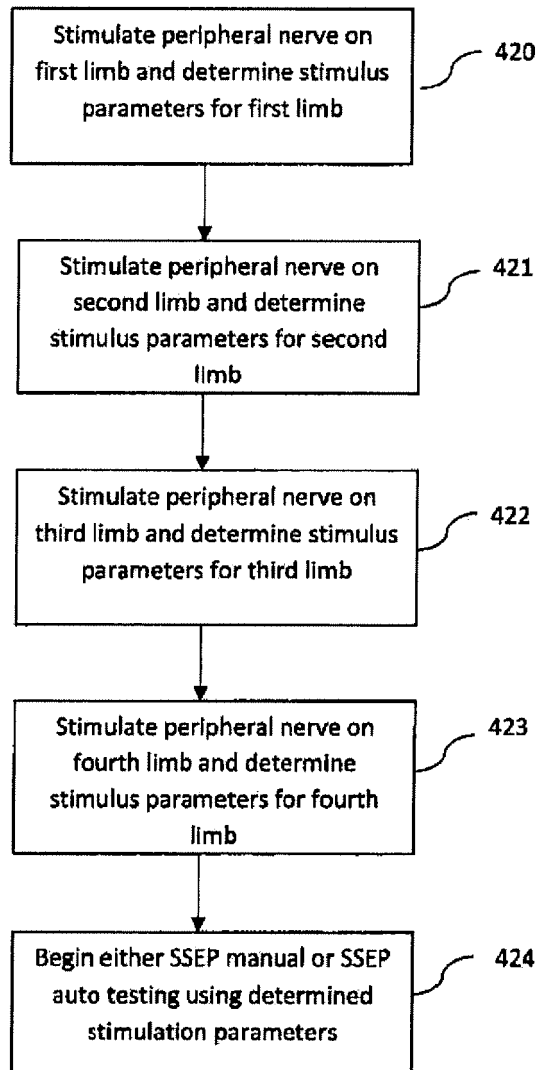 Stimulate peripheral nerve on
first limb and determine stimulus
parameters for first limb
420
Stimulate peripheral nerve on
second limb and determine
stimulus parameters for second
limb
421
Stimulate peripheral nerve on
third limb and determine stimulus
parameters for third limb
422
Stimulate peripheral nerve on
fourth limb and determine
stimulus parameters for fourth
limb
423
Begin either SSEP manual or SSEP
auto testing using determined
stimulation parameters
424